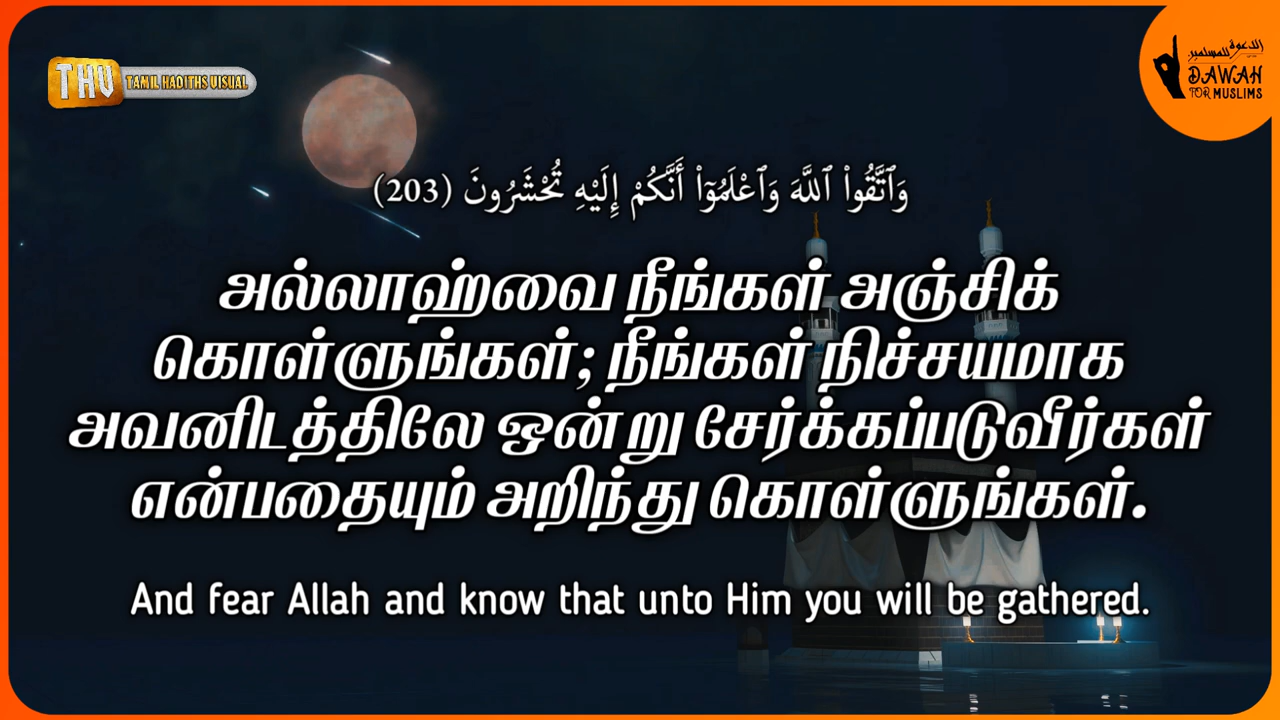 THV TAMIL HADITHS VISUAL
الدعوة للمسلمين
DAWAH
FOR MUSLIMS
وَٱتَّقُوا۟ ٱللَّهَ وَٱعْلَمُوٓا۟ أَنَّكُمْ إِلَيْهِ تُحْشَرُونَ (203)
அல்லாஹ்வை நீங்கள் அஞ்சிக்
கொள்ளுங்கள்; நீங்கள் நிச்சயமாக
அவனிடத்திலே ஒன்று சேர்க்கப்படுவீர்கள்
என்பதையும் அறிந்து கொள்ளுங்கள்.
And fear Allah and know that unto Him you will be gathered.